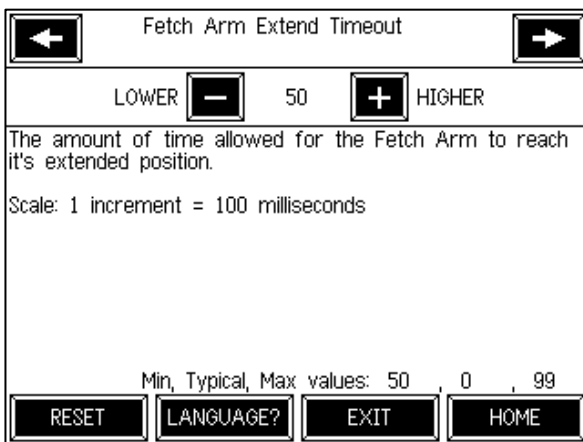 Fetch Arm Extend Timeout
LOWER - 50 + HIGHER
The amount of time allowed for the Fetch Arm to reach
it's extended position.
Scale: 1 increment = 100 milliseconds
Min, Typical, Max values: 50 , 0 , 99
RESET LANGUAGE? EXIT HOME